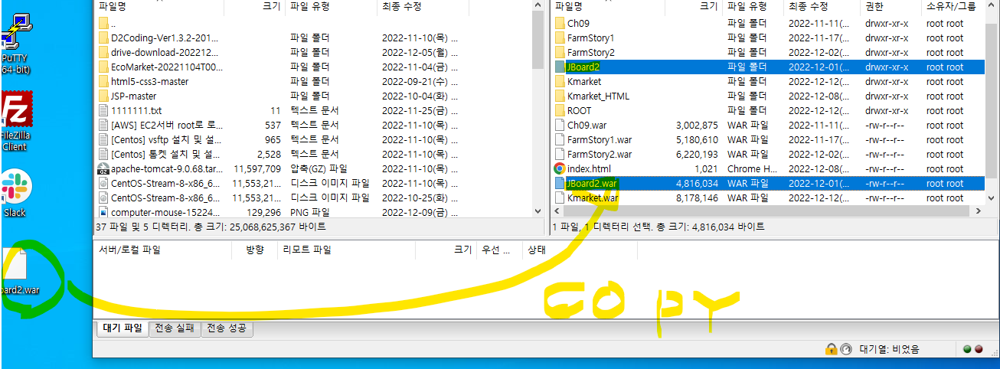 PuTTY
64-bit)
FileZilla
Client
Slack
oard2.war
파일명 크기 파일 유형 최종 수정
..
D2Coding-Ver1.3.2-201... 파일 폴더 2022-11-10(목) ...
drive-download-202212... 파일 폴더 2022-12-05(월) ...
EcoMarket-20221104T00... 파일 폴더 2022-11-04(금) ...
html5-css3-master 파일 폴더 2022-09-21(수) ...
JSP-master 파일 폴더 2022-10-04(화) ...
1111111.txt 11 텍스트 문서 2022-11-25(금) ...
[AWS] EC2서버 root로 로... 537 텍스트 문서 2022-11-10(목) ...
[Centos] vsftp 설치 및 설... 965 텍스트 문서 2022-11-10(목) ...
[Centos] 톰켓 설치 및 설... 2,528 텍스트 문서 2022-11-10(목) ...
apache-tomcat-9.0.68.tar... 11,597,709 압축(GZ) 파일 2022-11-10(목) ...
CentOS-Stream-8-x86_6... 11,553,21... 디스크 이미지 파일 2022-11-10(목) ...
CentOS-Stream-8-x86_6... 11,553,21... 디스크 이미지 파일 2022-10-25(화) ...
computer-mouse-15224... 129,296 PNG 파일 2022-12-09(금) ...
37 파일 및 5 디렉터리. 총 크기: 25,068,625,367 바이트
파일명 크기 파일 유형 최종 수정 권한 소유자/그룹
Ch09 파일 폴더 2022-11-11(... drwxr-xr-x root root
FarmStory1 파일 폴더 2022-11-17(... drwxr-xr-x root root
FarmStory2 파일 폴더 2022-12-02(... drwxr-xr-x root root
JBoard2 파일 폴더 2022-12-01(... drwxr-xr-x root root
Kmarket 파일 폴더 2022-12-12(... drwxr-xr-x root root
Kmarket_HTML 파일 폴더 2022-12-08(... drwxr-xr-x root root
ROOT 파일 폴더 2022-12-12(... drwxr-xr-x root root
Ch09.war 3,002,875 WAR 파일 2022-11-11(... -rw-r--r-- root root
FarmStory1.war 5,180,610 WAR 파일 2022-11-17(... -rw-r--r-- root root
FarmStory2.war 6,220,193 WAR 파일 2022-12-02(... -rw-r--r-- root root
index.html 1,021 Chrome H... 2022-12-08(... -rw-r--r-- root root
JBoard2.war 4,816,034 WAR 파일 2022-12-01(... -rw-r--r-- root root
Kmarket.war 8,178,146 WAR 파일 2022-12-12(... -rw-r--r-- root root
1 파일, 1 디렉터리 선택. 총 크기: 4,816,034 바이트
서버/로컬 파일 방향 리모트 파일 크기 우선 ... 상태
COPY
대기 파일 전송 실패 전송 성공
대기열: 비었음